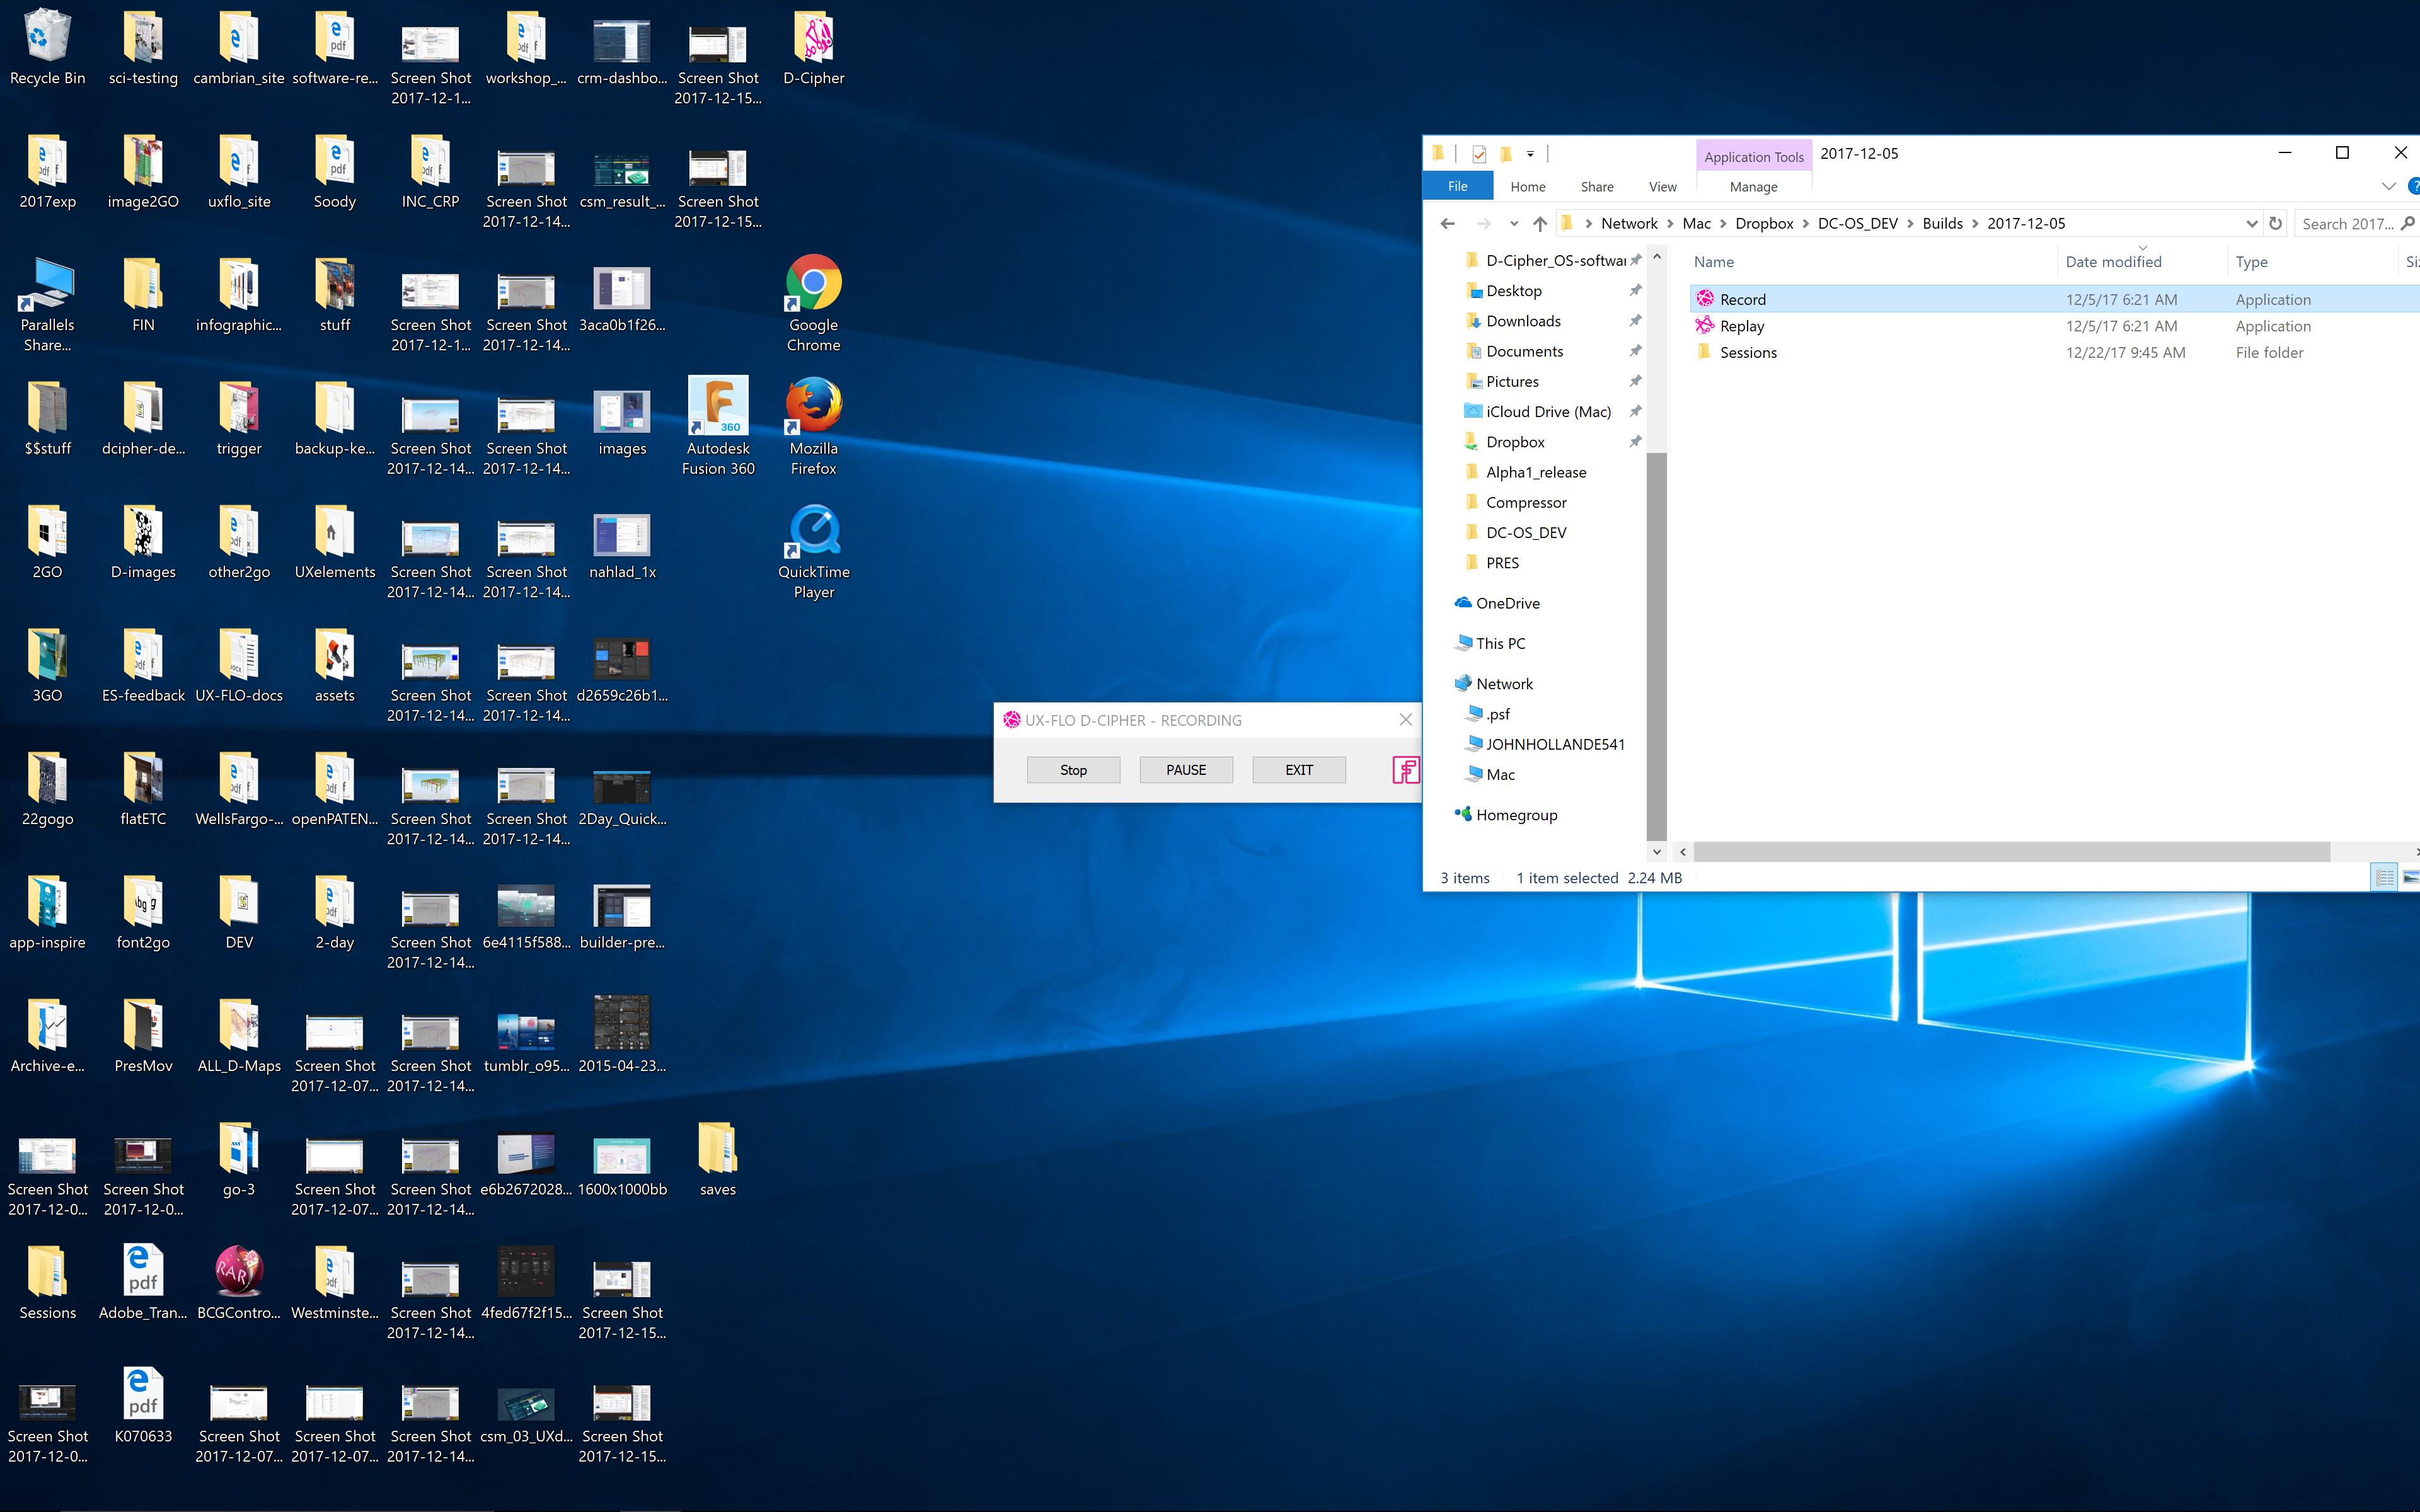 Recycle Bin
sci-testing
cambrian_site
software-re...
Screen Shot
2017-12-1...
workshop_...
crm-dashbo...
Screen Shot
2017-12-15...
D-Cipher
2017exp
image2GO
uxflo_site
Soody
INC_CRP
Screen Shot
2017-12-14...
csm_result_...
Screen Shot
2017-12-15...
Parallels
Share...
FIN
infographic...
stuff
Screen Shot
2017-12-1...
Screen Shot
2017-12-14...
3aca0b1f26...
Google
Chrome
$$stuff
dcipher-de...
trigger
backup-ke...
Screen Shot
2017-12-14...
Screen Shot
2017-12-14...
images
360
Autodesk
Fusion 360
Mozilla
Firefox
2GO
D-images
other2go
UXelements
Screen Shot
2017-12-14...
Screen Shot
2017-12-14...
nahlad_1x
QuickTime
Player
3GO
ES-feedback
UX-FLO-docs
assets
Screen Shot
2017-12-14...
Screen Shot
2017-12-14...
d2659c26b1...
22gogo
flatETC
WellsFargo-...
openPATEN...
Screen Shot
2017-12-14...
Screen Shot
2017-12-14...
2Day_Quick...
app-inspire
font2go
DEV
2-day
Screen Shot
2017-12-14...
6e4115f588...
builder-pre...
Archive-e...
PresMov
ALL_D-Maps
Screen Shot
2017-12-07...
Screen Shot
2017-12-14...
tumblr_o95...
2015-04-23...
Screen Shot
2017-12-0...
Screen Shot
2017-12-0...
go-3
Screen Shot
2017-12-07...
Screen Shot
2017-12-14...
e6b2672028...
1600x1000bb
saves
Sessions
pdf
Adobe_Tran...
RAR
BCGContro...
Westminste...
Screen Shot
2017-12-14...
4fed67f2f15...
Screen Shot
2017-12-15...
Screen Shot
2017-12-0...
pdf
K070633
Screen Shot
2017-12-07...
Screen Shot
2017-12-07...
Screen Shot
2017-12-14...
csm_03_UXd...
Screen Shot
2017-12-15...
UX-FLO D-CIPHER - RECORDING
Stop PAUSE EXIT
Application Tools 2017-12-05
File Home Share View Manage
Network Mac Dropbox DC-OS_DEV Builds 2017-12-05 Search 2017...
D-Cipher_OS-softwa
Desktop
Downloads
Documents
Pictures
iCloud Drive (Mac)
Dropbox
Alpha1_release
Compressor
DC-OS_DEV
PRES
OneDrive
This PC
Network
.psf
JOHNHOLLANDE541
Mac
Homegroup
Name Date modified Type
Record 12/5/17 6:21 AM Application
Replay 12/5/17 6:21 AM Application
Sessions 12/22/17 9:45 AM File folder
3 items 1 item selected 2.24 MB